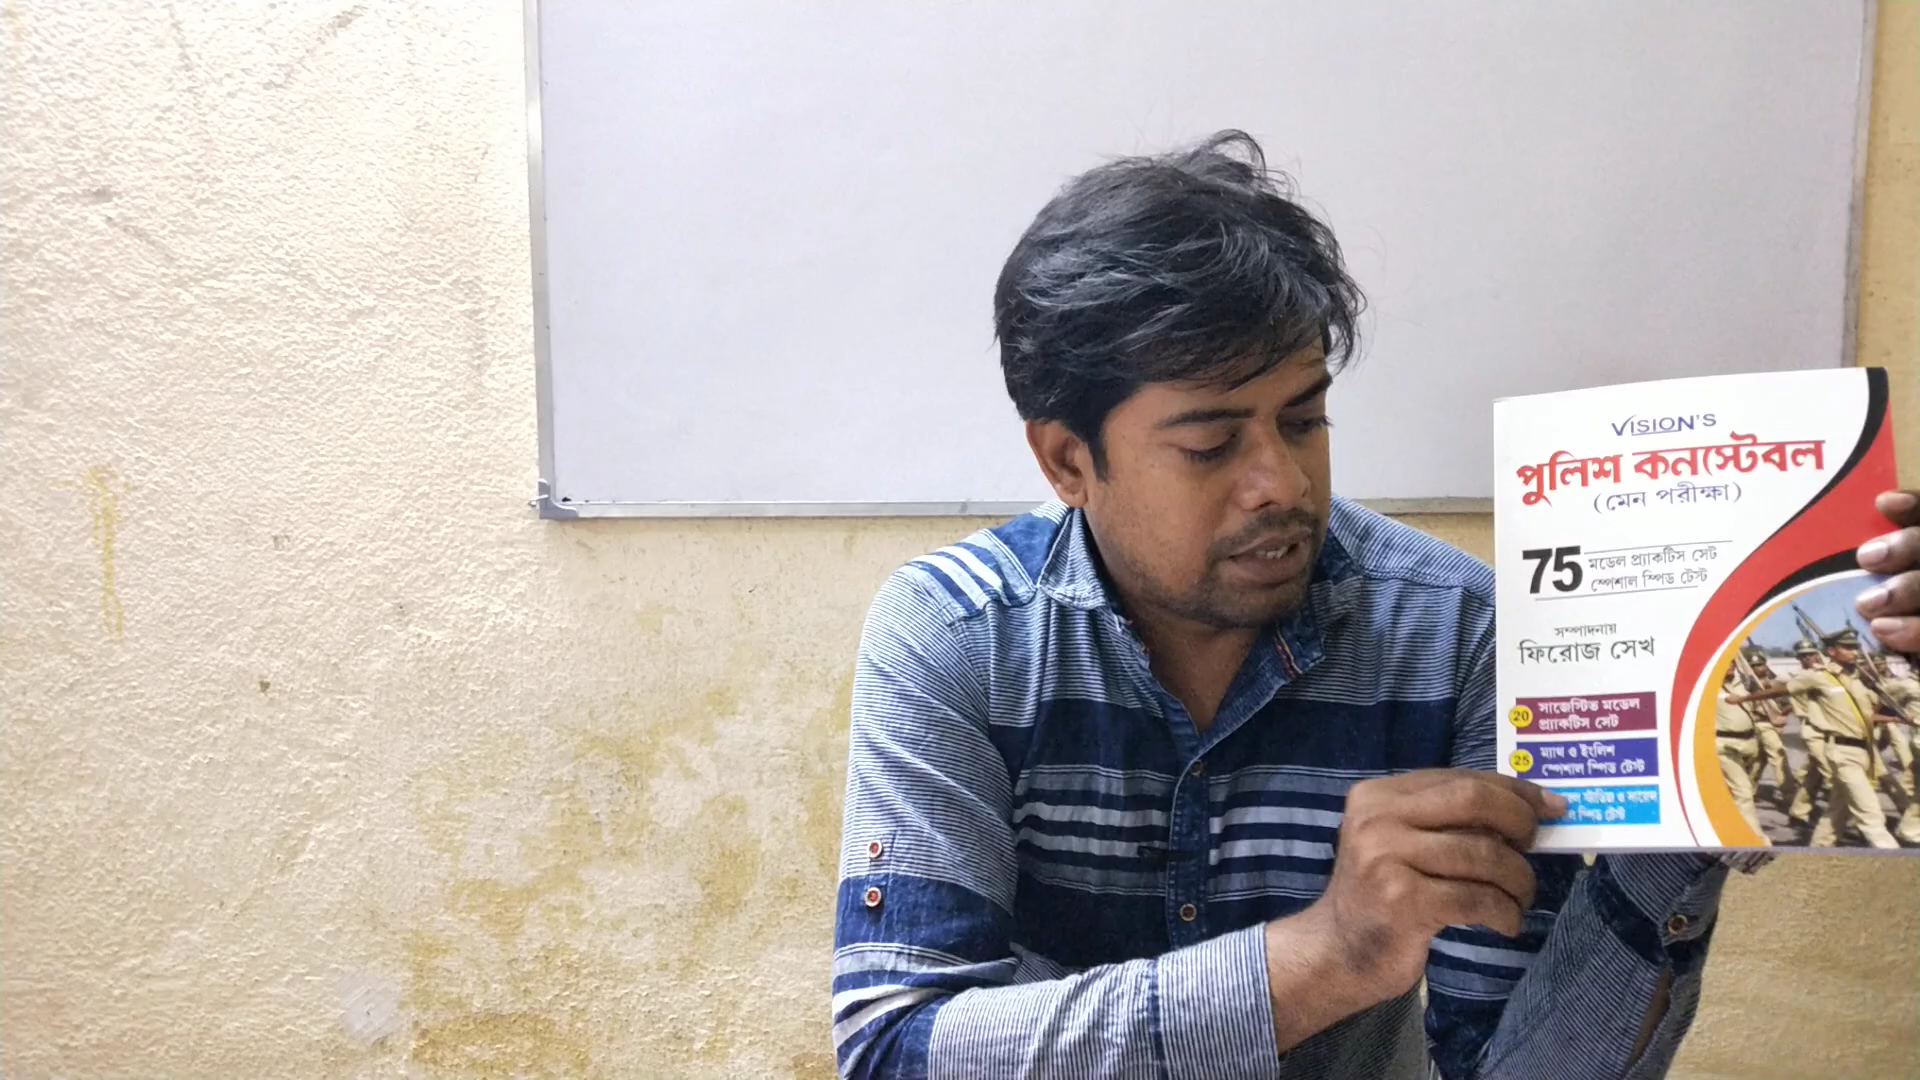 VISION'S
পুলিশ কনস্টেবল
(মেন পরীক্ষা)
75 মডেল প্র্যাকটিস সেট
স্পেশাল স্পিড টেস্ট
সম্পাদনায়
ফিরোজ সেখ
20 সাজেস্টিভ মডেল
প্র্যাকটিস সেট
25 ম্যাথ ও ইংলিশ
স্পেশাল স্পিড টেস্ট
স্টাডিজ ও সায়েন্স
স্পিড টেস্ট